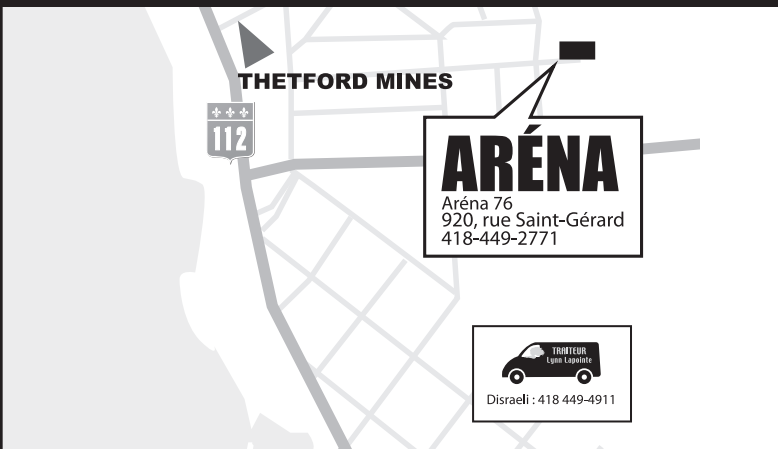 THETFORD MINES
112
ARÉNA
Aréna 76
920, rue Saint-Gérard
418-449-2771
TRAITEUR
Lynn Lapointe
Disraeli : 418 449-4911